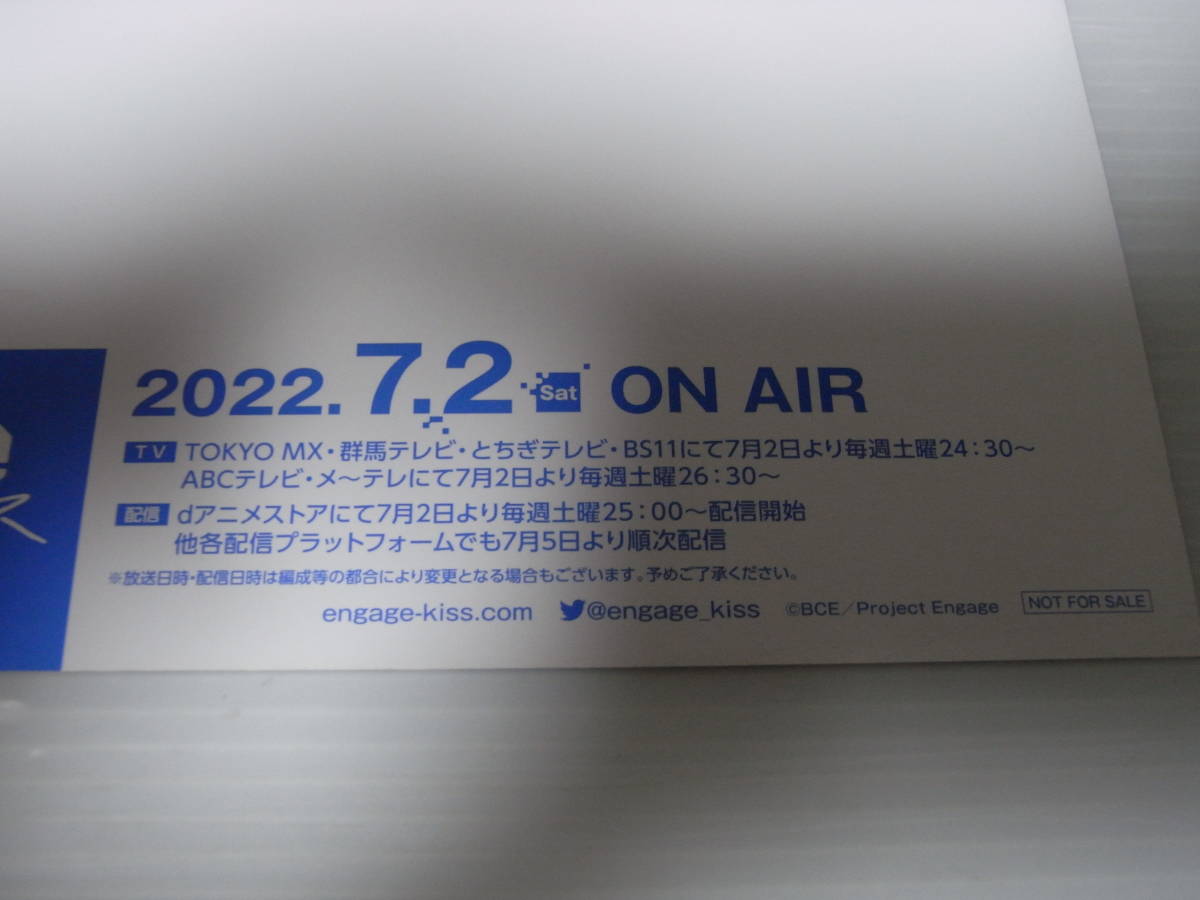 2022.7.2 Sat ON AIR
TV TOKYO MX・群馬テレビ・とちぎテレビ・BS11にて7月2日より毎週土曜24:30～
ABCテレビ・メ～テレにて7月2日より毎週土曜26:30～
配信 dアニメストアにて7月2日より毎週土曜25:00～配信開始
他各配信プラットフォームでも7月5日より順次配信
※放送日時・配信日時は編成等の都合により変更となる場合もございます。予めご了承ください。
engage-kiss.com @engage_kiss ©BCE／Project Engage NOT FOR SALE